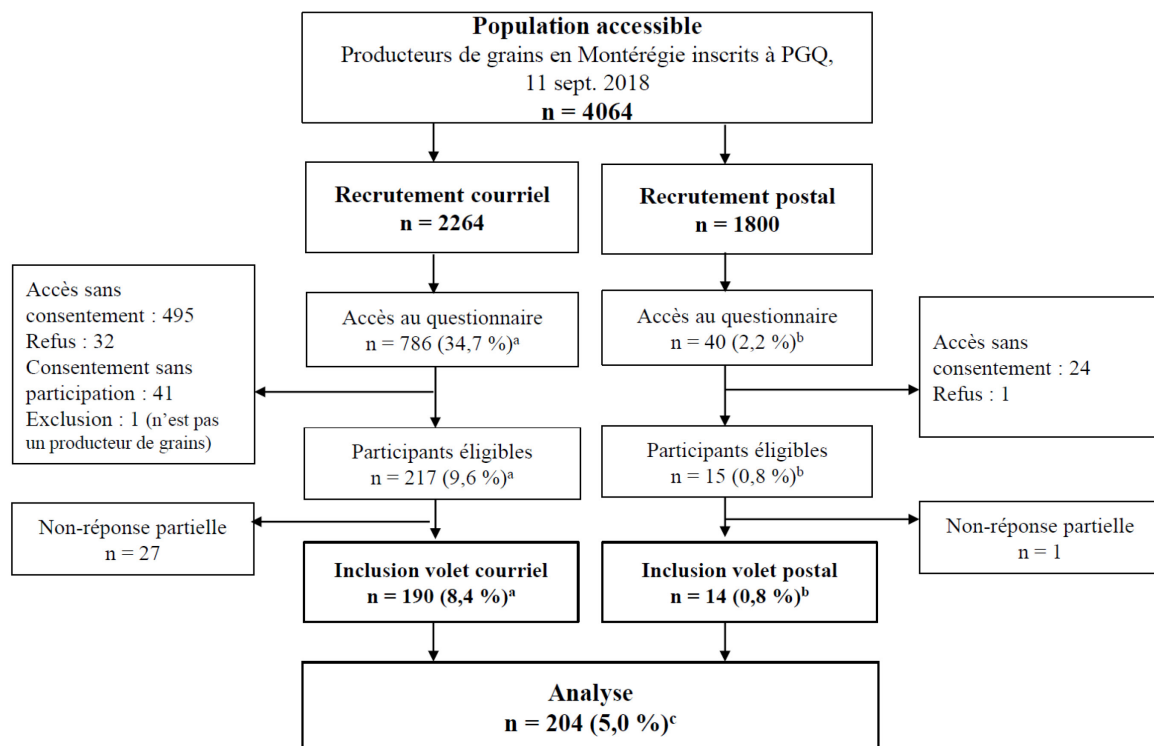 Population accessible
Producteurs de grains en Montérégie inscrits à PGQ,
11 sept. 2018
n = 4064
Recrutement courriel
n = 2264
Recrutement postal
n = 1800
Accès sans
consentement : 495
Refus : 32
Consentement sans
participation : 41
Exclusion : 1 (n’est pas
un producteur de grains)
Accès au questionnaire
n = 786 (34,7 %)ᵃ
Accès au questionnaire
n = 40 (2,2 %)ᵇ
Accès sans
consentement : 24
Refus : 1
Participants éligibles
n = 217 (9,6 %)ᵃ
Participants éligibles
n = 15 (0,8 %)ᵇ
Non-réponse partielle
n = 27
Non-réponse partielle
n = 1
Inclusion volet courriel
n = 190 (8,4 %)ᵃ
Inclusion volet postal
n = 14 (0,8 %)ᵇ
Analyse
n = 204 (5,0 %)ᶜ